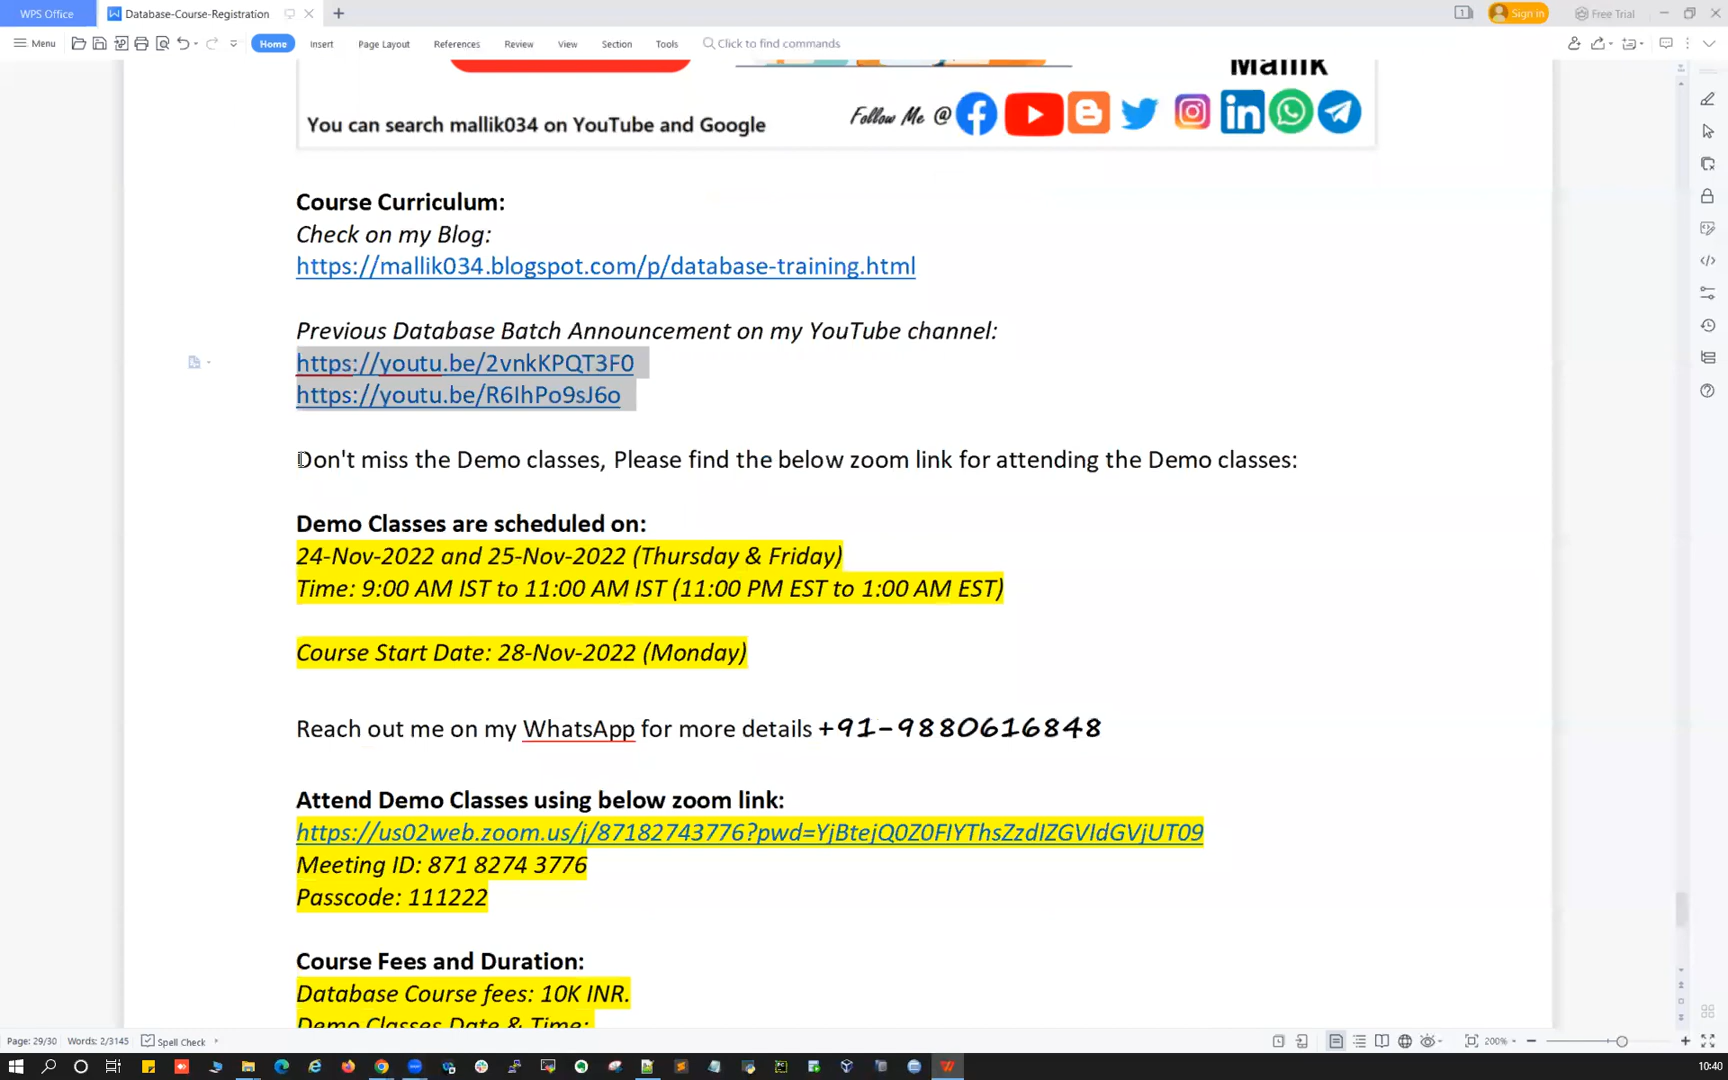 WPS Office
Database-Course-Registration
Sign in
Free Trial
Menu
Home
Insert
Page Layout
References
Review
View
Section
Tools
Click to find commands
Mallik
You can search mallik034 on YouTube and Google
Follow Me @
Course Curriculum:
Check on my Blog:
https://mallik034.blogspot.com/p/database-training.html
Previous Database Batch Announcement on my YouTube channel:
https://youtu.be/2vnkKPQT3F0
https://youtu.be/R6IhPo9sJ6o
Don't miss the Demo classes, Please find the below zoom link for attending the Demo classes:
Demo Classes are scheduled on:
24-Nov-2022 and 25-Nov-2022 (Thursday & Friday)
Time: 9:00 AM IST to 11:00 AM IST (11:00 PM EST to 1:00 AM EST)
Course Start Date: 28-Nov-2022 (Monday)
Reach out me on my WhatsApp for more details +91-9880616848
Attend Demo Classes using below zoom link:
https://us02web.zoom.us/j/87182743776?pwd=YjBtejQ0Z0FIYThsZzdIZGVIdGVjUT09
Meeting ID: 871 8274 3776
Passcode: 111222
Course Fees and Duration:
Database Course fees: 10K INR.
Demo Classes Date & Time:
Page: 29/30
Words: 2/3145
Spell Check
200%
10:40